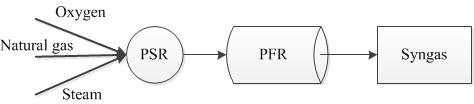 Oxygen
Natural gas
Steam
PSR
PFR
Syngas